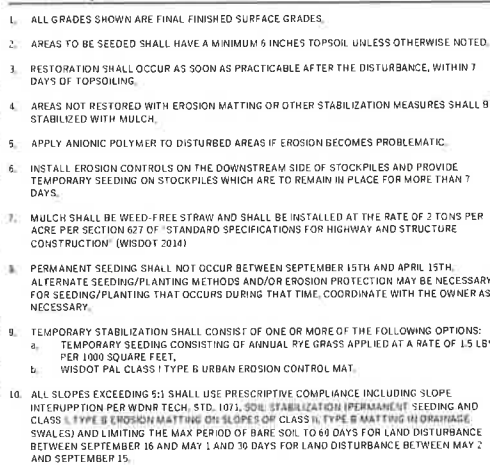 1. ALL GRADES SHOWN ARE FINAL FINISHED SURFACE GRADES.
2. AREAS TO BE SEEDED SHALL HAVE A MINIMUM 6 INCHES TOPSOIL UNLESS OTHERWISE NOTED.
3. RESTORATION SHALL OCCUR AS SOON AS PRACTICABLE AFTER THE DISTURBANCE, WITHIN 7
DAYS OF TOPSOILING.
4. AREAS NOT RESTORED WITH EROSION MATTING OR OTHER STABILIZATION MEASURES SHALL B
STABILIZED WITH MULCH.
5. APPLY ANIONIC POLYMER TO DISTURBED AREAS IF EROSION BECOMES PROBLEMATIC.
6. INSTALL EROSION CONTROLS ON THE DOWNSTREAM SIDE OF STOCKPILES AND PROVIDE
TEMPORARY SEEDING ON STOCKPILES WHICH ARE TO REMAIN IN PLACE FOR MORE THAN 7
DAYS.
7. MULCH SHALL BE WEED-FREE STRAW AND SHALL BE INSTALLED AT THE RATE OF 2 TONS PER
ACRE PER SECTION 627 OF "STANDARD SPECIFICATIONS FOR HIGHWAY AND STRUCTURE
CONSTRUCTION" (WISDOT 2014)
8. PERMANENT SEEDING SHALL NOT OCCUR BETWEEN SEPTEMBER 15TH AND APRIL 15TH.
ALTERNATE SEEDING/PLANTING METHODS AND/OR EROSION PROTECTION MAY BE NECESSARY
FOR SEEDING/PLANTING THAT OCCURS DURING THAT TIME. COORDINATE WITH THE OWNER AS
NECESSARY.
9. TEMPORARY STABILIZATION SHALL CONSIST OF ONE OR MORE OF THE FOLLOWING OPTIONS:
a. TEMPORARY SEEDING CONSISTING OF ANNUAL RYE GRASS APPLIED AT A RATE OF 1.5 LBS
PER 1000 SQUARE FEET.
b. WISDOT PAL CLASS I TYPE B URBAN EROSION CONTROL MAT.
10. ALL SLOPES EXCEEDING 5:1 SHALL USE PRESCRIPTIVE COMPLIANCE INCLUDING SLOPE
INTERUPPTION PER WDNR TECH. STD. 1071, SOIL STABILIZATION (PERMANENT SEEDING AND
CLASS I, TYPE B EROSION MATTING ON SLOPES OR CLASS II, TYPE B MATTING IN DRAINAGE
SWALES) AND LIMITING THE MAX PERIOD OF BARE SOIL TO 60 DAYS FOR LAND DISTURBANCE
BETWEEN SEPTEMBER 16 AND MAY 1 AND 30 DAYS FOR LAND DISTURBANCE BETWEEN MAY 2
AND SEPTEMBER 15.